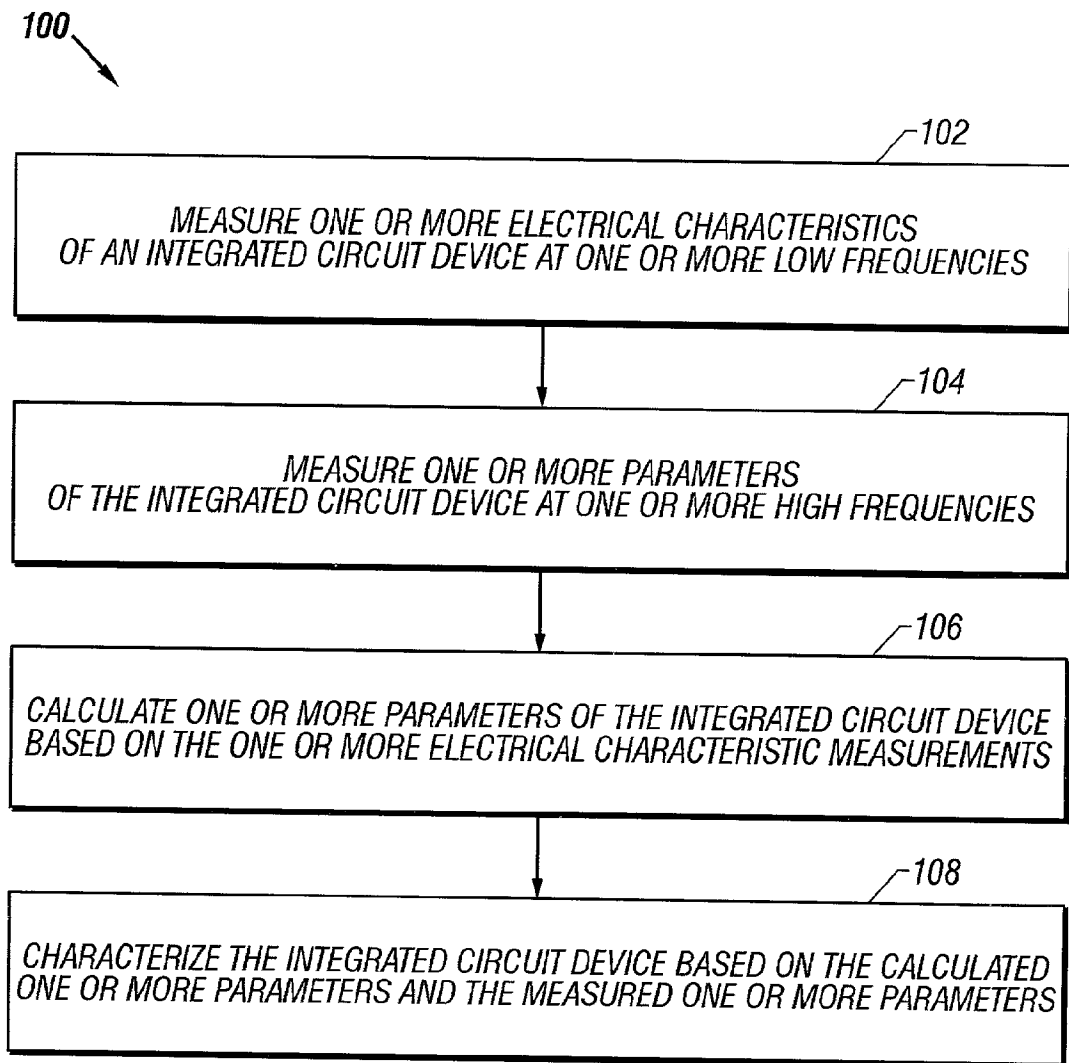 100
102
MEASURE ONE OR MORE ELECTRICAL CHARACTERISTICS
OF AN INTEGRATED CIRCUIT DEVICE AT ONE OR MORE LOW FREQUENCIES
104
MEASURE ONE OR MORE PARAMETERS
OF THE INTEGRATED CIRCUIT DEVICE AT ONE OR MORE HIGH FREQUENCIES
106
CALCULATE ONE OR MORE PARAMETERS OF THE INTEGRATED CIRCUIT DEVICE
BASED ON THE ONE OR MORE ELECTRICAL CHARACTERISTIC MEASUREMENTS
108
CHARACTERIZE THE INTEGRATED CIRCUIT DEVICE BASED ON THE CALCULATED
ONE OR MORE PARAMETERS AND THE MEASURED ONE OR MORE PARAMETERS